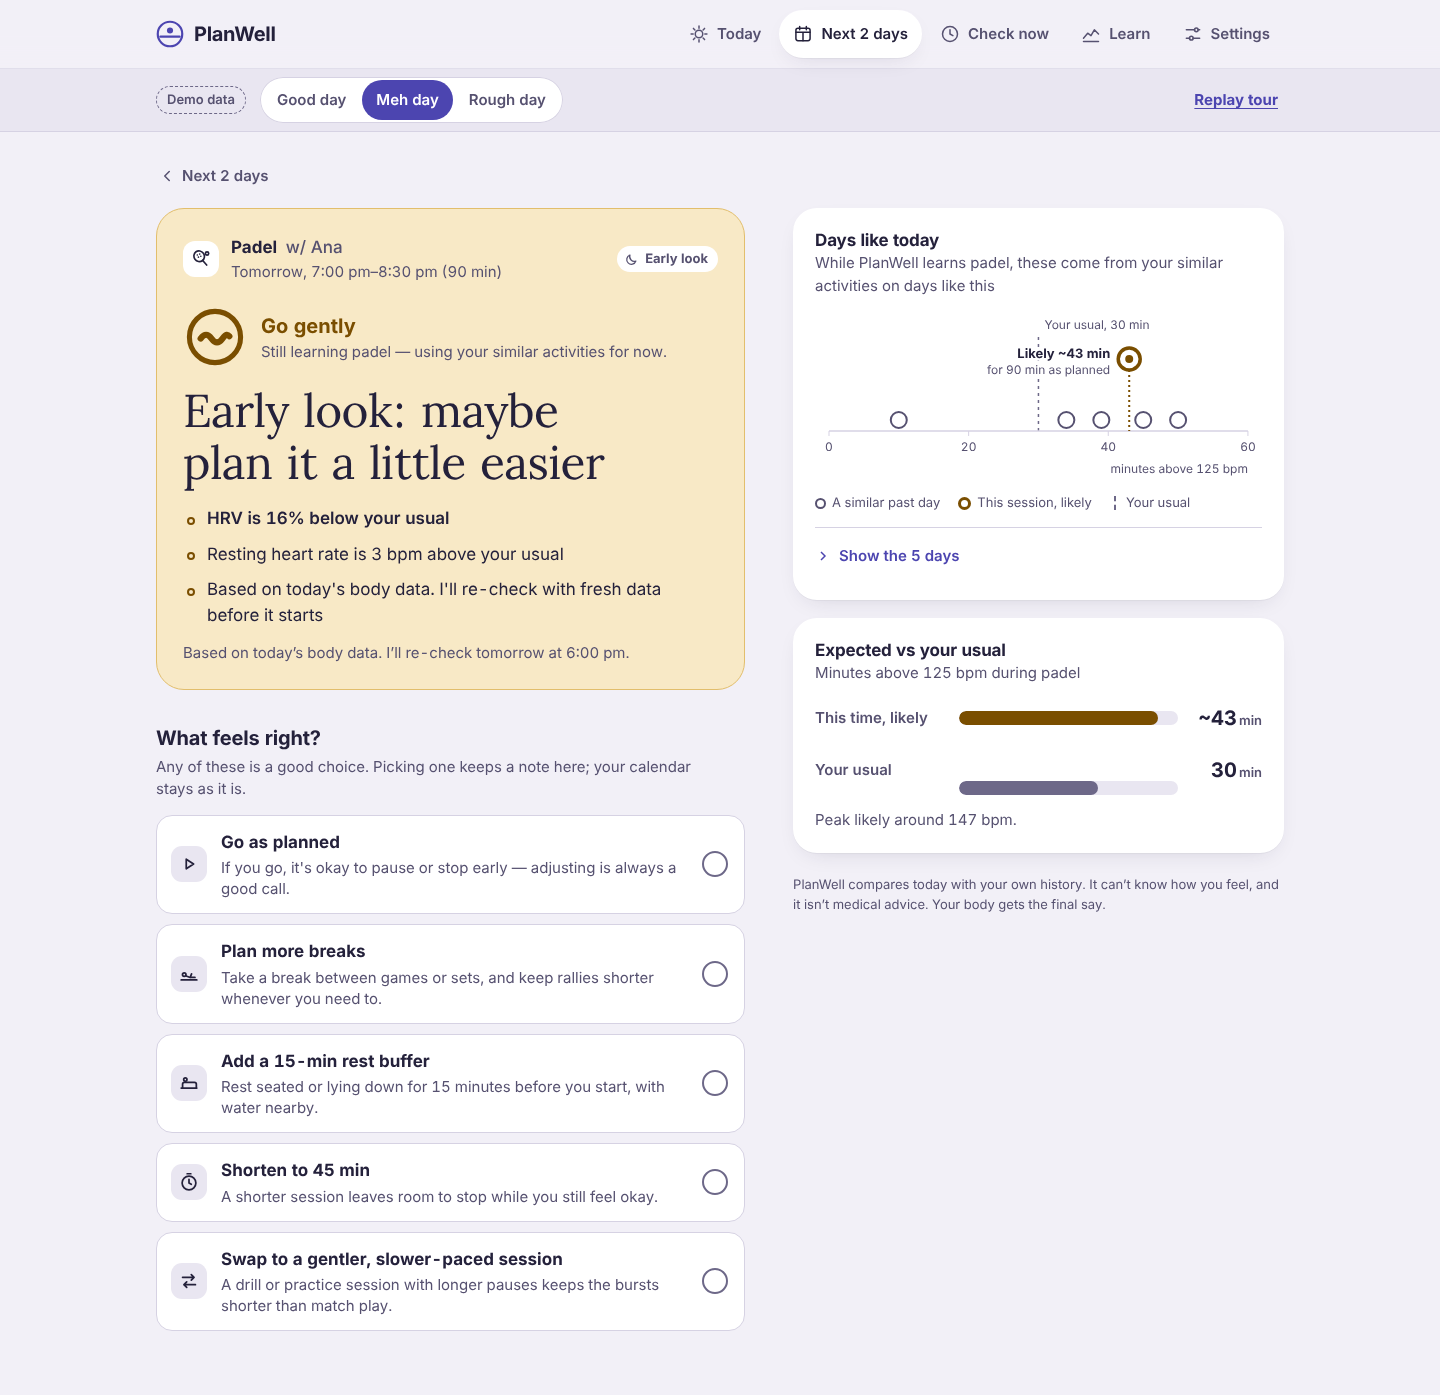 PlanWell
Today
Next 2 days
Check now
Learn
Settings
Demo data
Good day
Meh day
Rough day
Replay tour
Next 2 days
Padel w/ Ana
Tomorrow, 7:00 pm–8:30 pm (90 min)
Early look
Go gently
Still learning padel — using your similar activities for now.
Early look: maybe
plan it a little easier
HRV is 16% below your usual
Resting heart rate is 3 bpm above your usual
Based on today's body data. I'll re-check with fresh data
before it starts
Based on today’s body data. I’ll re-check tomorrow at 6:00 pm.
What feels right?
Any of these is a good choice. Picking one keeps a note here; your calendar
stays as it is.
Go as planned
If you go, it's okay to pause or stop early — adjusting is always a
good call.
Plan more breaks
Take a break between games or sets, and keep rallies shorter
whenever you need to.
Add a 15-min rest buffer
Rest seated or lying down for 15 minutes before you start, with
water nearby.
Shorten to 45 min
A shorter session leaves room to stop while you still feel okay.
Swap to a gentler, slower-paced session
A drill or practice session with longer pauses keeps the bursts
shorter than match play.
Days like today
While PlanWell learns padel, these come from your similar
activities on days like this
Your usual, 30 min
Likely ~43 min
for 90 min as planned
0 20 40 60
minutes above 125 bpm
A similar past day
This session, likely
Your usual
Show the 5 days
Expected vs your usual
Minutes above 125 bpm during padel
This time, likely ~43 min
Your usual 30 min
Peak likely around 147 bpm.
PlanWell compares today with your own history. It can’t know how you feel, and
it isn’t medical advice. Your body gets the final say.